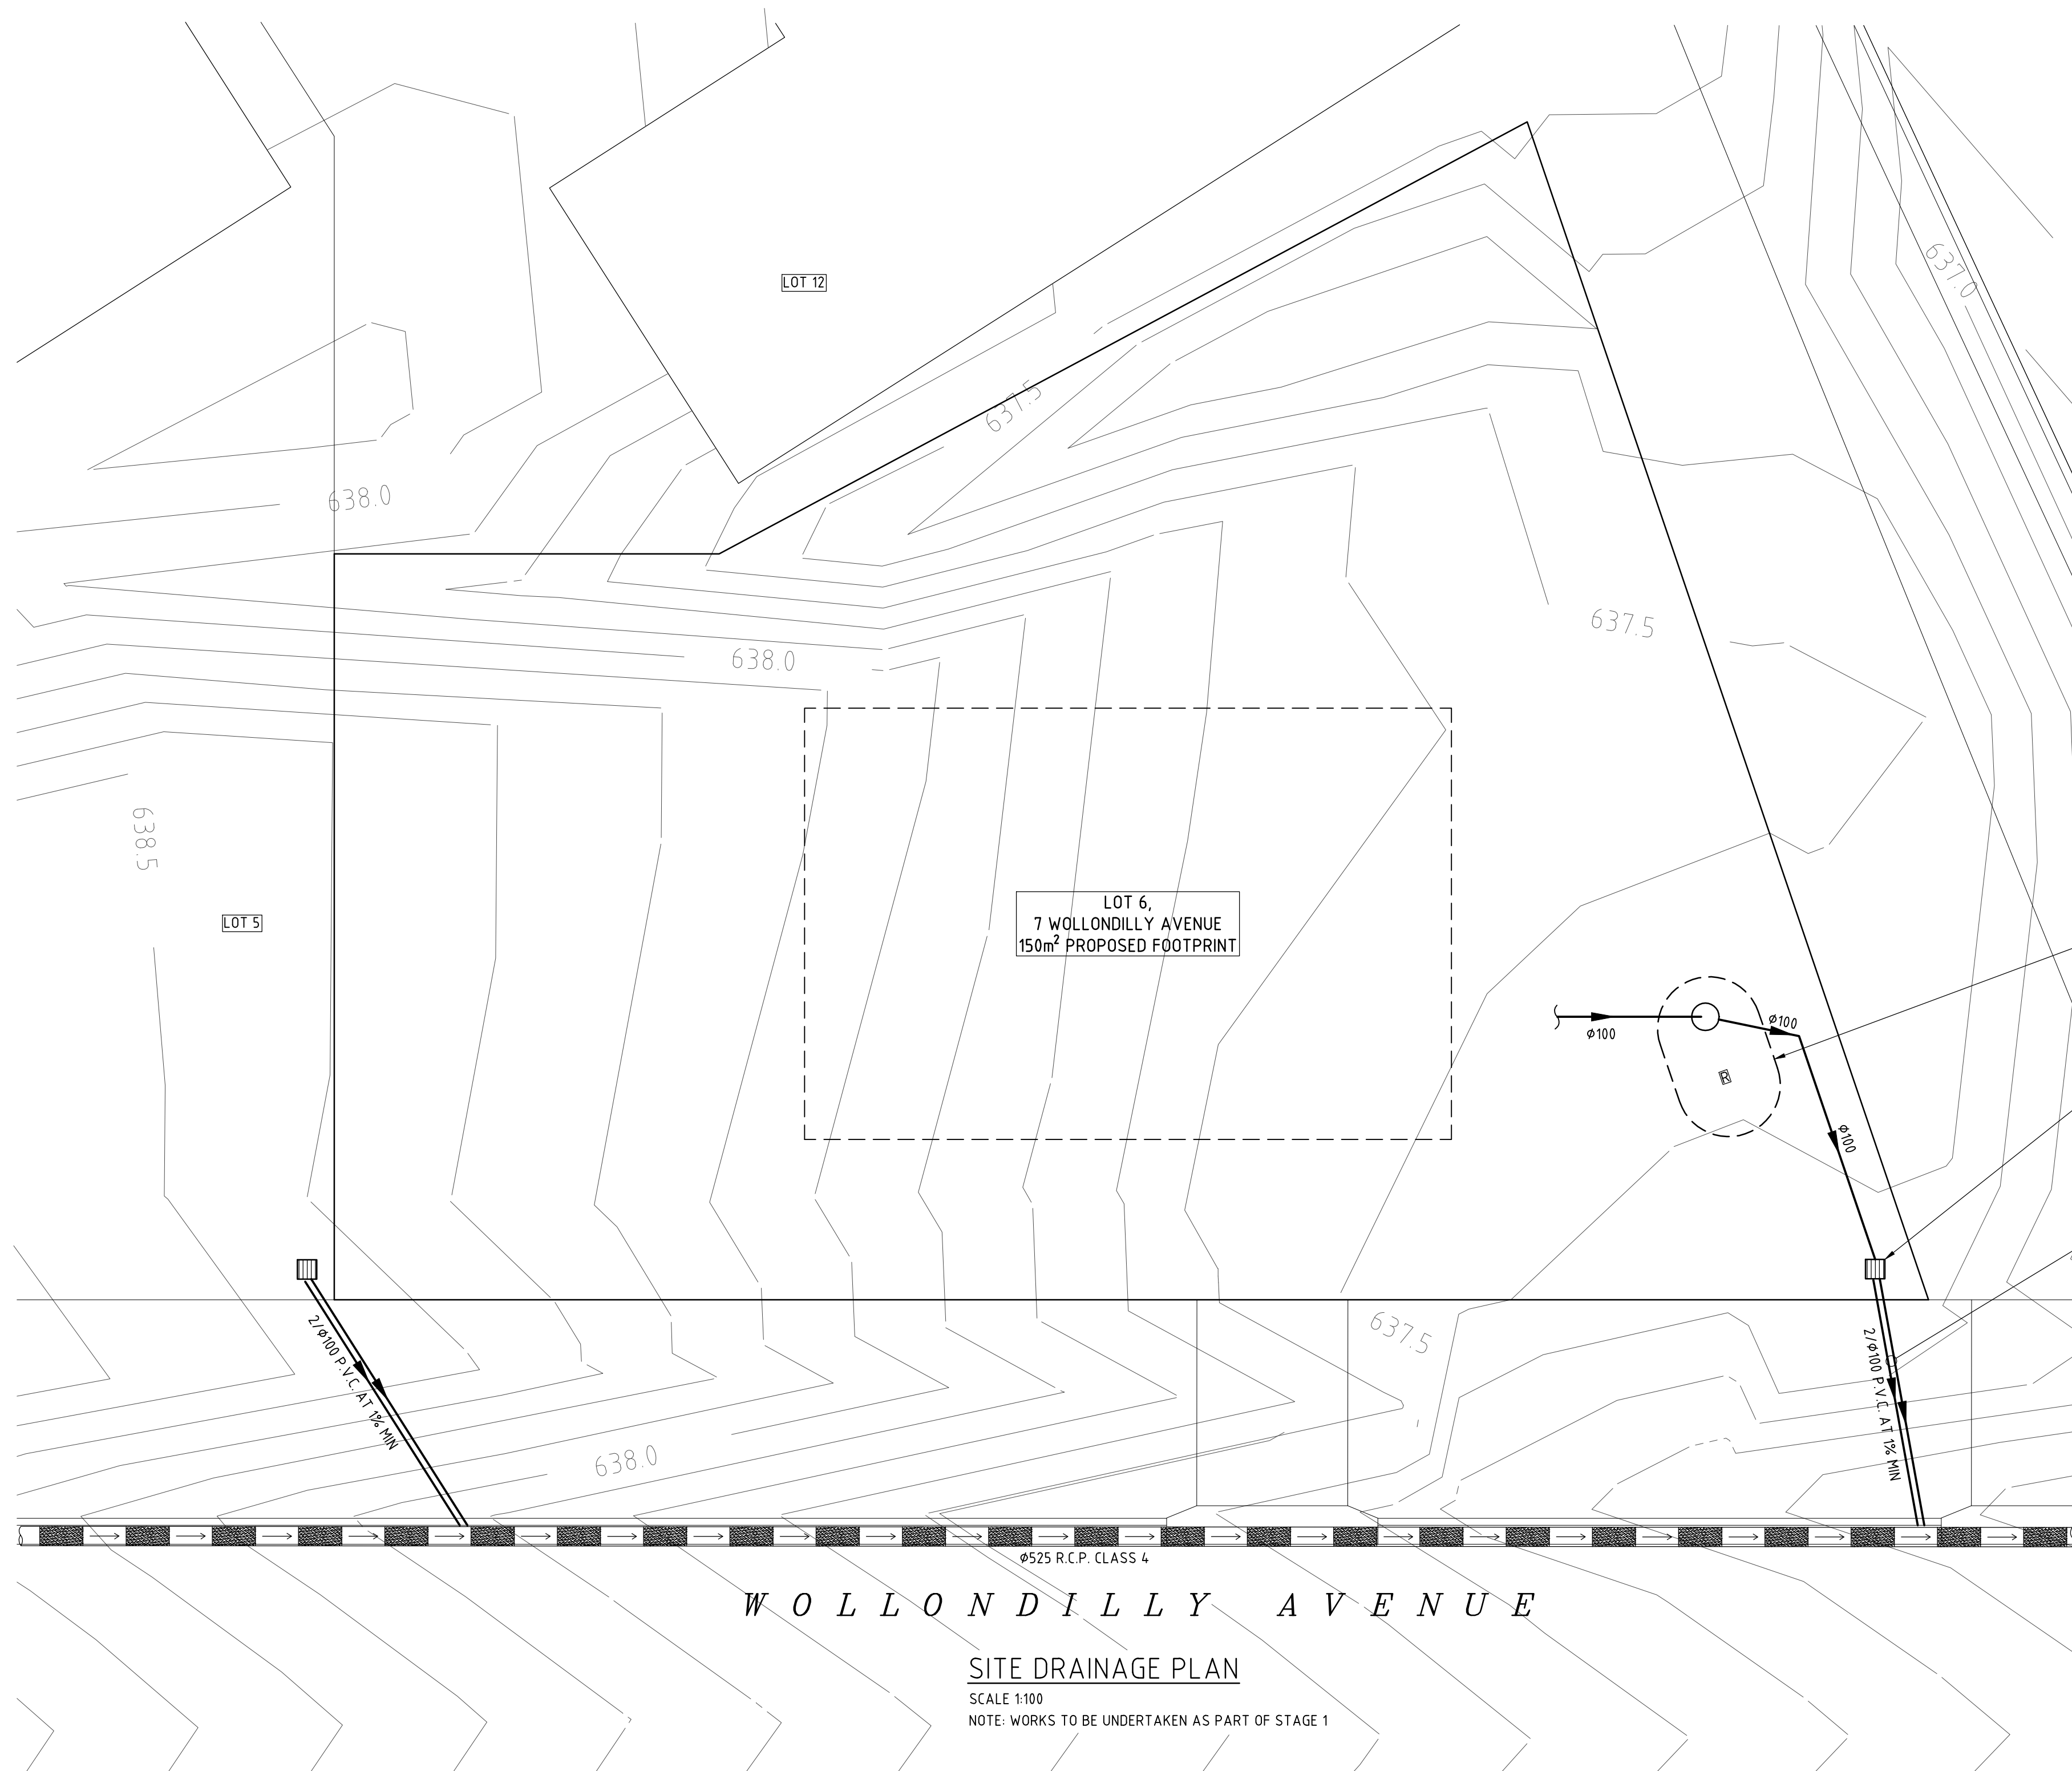 637.0
LOT 12
637.5
638.0
637.5
638.0
638.5
LOT 6,
7 WOLLONDILLY AVENUE
150m² PROPOSED FOOTPRINT
LOT 5
ø100
ø100
R
ø100
637.5
2/ø100 P.V.C. AT 1% MIN
2/ø100 P.V.C. AT 1% MIN
638.0
ø525 R.C.P. CLASS 4
WOLLONDILLY AVENUE
SITE DRAINAGE PLAN
SCALE 1:100
NOTE: WORKS TO BE UNDERTAKEN AS PART OF STAGE 1